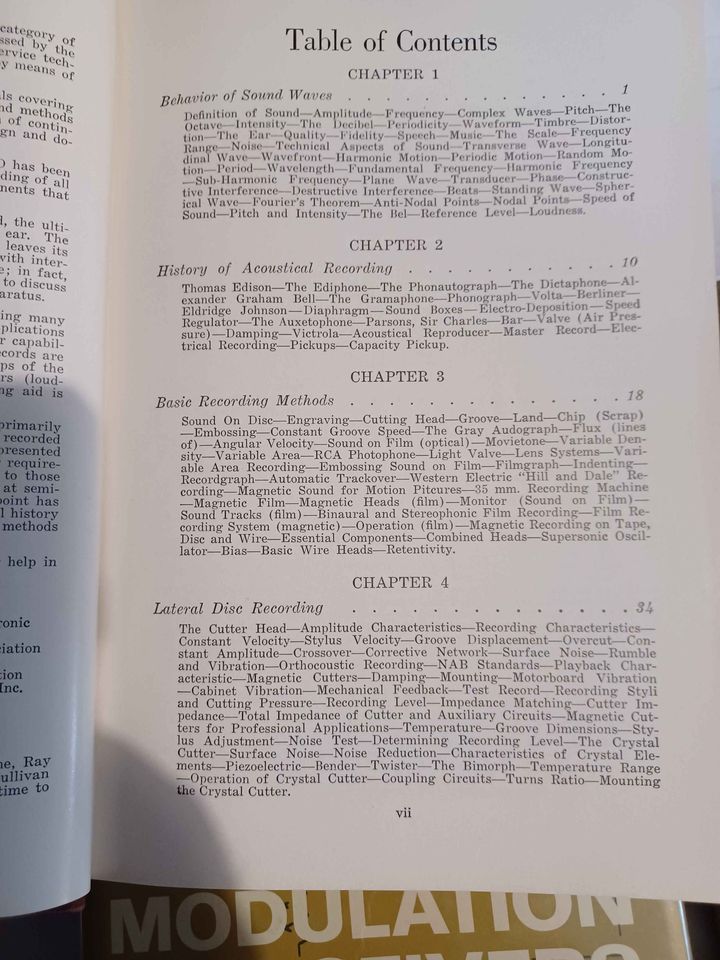 category of
ssed by the
ervice tech-
y means of
ls covering
nd methods
of contin-
gn and do-
O has been
ding of all
nents that
d, the ulti-
ear. The
leaves its
with inter-
e; in fact,
to discuss
paratus.
ing many
plications
r capabil-
cords are
ps of the
rs (loud-
ng aid is
primarily
recorded
presented
require-
to those
at semi-
point has
l history
methods
help in
ronic
ciation
tion
Inc.
ne, Ray
ullivan
time to
Table of Contents
CHAPTER 1
Behavior of Sound Waves . . . . . . . . . . . . . 1
Definition of Sound—Amplitude—Frequency—Complex Waves—Pitch—The
Octave—Intensity—The Decibel—Periodicity—Waveform—Timbre—Distor-
tion—The Ear—Quality—Fidelity—Speech—Music—The Scale—Frequency
Range—Noise—Technical Aspects of Sound—Transverse Wave—Longitu-
dinal Wave—Wavefront—Harmonic Motion—Periodic Motion—Random Mo-
tion—Period—Wavelength—Fundamental Frequency—Harmonic Frequency
—Sub-Harmonic Frequency—Plane Wave—Transducer—Phase—Construc-
tive Interference—Destructive Interference—Beats—Standing Wave—Spher-
ical Wave—Fourier's Theorem—Anti-Nodal Points—Nodal Points—Speed of
Sound—Pitch and Intensity—The Bel—Reference Level—Loudness.
CHAPTER 2
History of Acoustical Recording . . . . . . . . . . . 10
Thomas Edison—The Ediphone—The Phonautograph—The Dictaphone—Al-
exander Graham Bell—The Gramaphone—Phonograph—Volta—Berliner—
Eldridge Johnson—Diaphragm—Sound Boxes—Electro-Deposition—Speed
Regulator—The Auxetophone—Parsons, Sir Charles—Bar—Valve (Air Pres-
sure)—Damping—Victrola—Acoustical Reproducer—Master Record—Elec-
trical Recording—Pickups—Capacity Pickup.
CHAPTER 3
Basic Recording Methods . . . . . . . . . . . . . 18
Sound On Disc—Engraving—Cutting Head—Groove—Land—Chip (Scrap)
—Embossing—Constant Groove Speed—The Gray Audograph—Flux (lines
of)—Angular Velocity—Sound on Film (optical)—Movietone—Variable Den-
sity—Variable Area—RCA Photophone—Light Valve—Lens Systems—Vari-
able Area Recording—Embossing Sound on Film—Filmgraph—Indenting—
Recordgraph—Automatic Trackover—Western Electric "Hill and Dale" Re-
cording—Magnetic Sound for Motion Pitcures—35 mm. Recording Machine
—Magnetic Film—Magnetic Heads (film)—Monitor (Sound on Film)—
Sound Tracks (film)—Binaural and Stereophonic Film Recording—Film Re-
cording System (magnetic)—Operation (film)—Magnetic Recording on Tape,
Disc and Wire—Essential Components—Combined Heads—Supersonic Oscil-
lator—Bias—Basic Wire Heads—Retentivity.
CHAPTER 4
Lateral Disc Recording . . . . . . . . . . . . . . 34
The Cutter Head—Amplitude Characteristics—Recording Characteristics—
Constant Velocity—Stylus Velocity—Groove Displacement—Overcut—Con-
stant Amplitude—Crossover—Corrective Network—Surface Noise—Rumble
and Vibration—Orthocoustic Recording—NAB Standards—Playback Char-
acteristic—Magnetic Cutters—Damping—Mounting—Motorboard Vibration
—Cabinet Vibration—Mechanical Feedback—Test Record—Recording Styli
and Cutting Pressure—Recording Level—Impedance Matching—Cutter Im-
pedance—Total Impedance of Cutter and Auxiliary Circuits—Magnetic Cut-
ters for Professional Applications—Temperature—Groove Dimensions—Sty-
lus Adjustment—Noise Test—Determining Recording Level—The Crystal
Cutter—Surface Noise—Noise Reduction—Characteristics of Crystal Ele-
ments—Piezoelectric—Bender—Twister—The Bimorph—Temperature Range
—Operation of Crystal Cutter—Coupling Circuits—Turns Ratio—Mounting
the Crystal Cutter.
vii
MODULATION